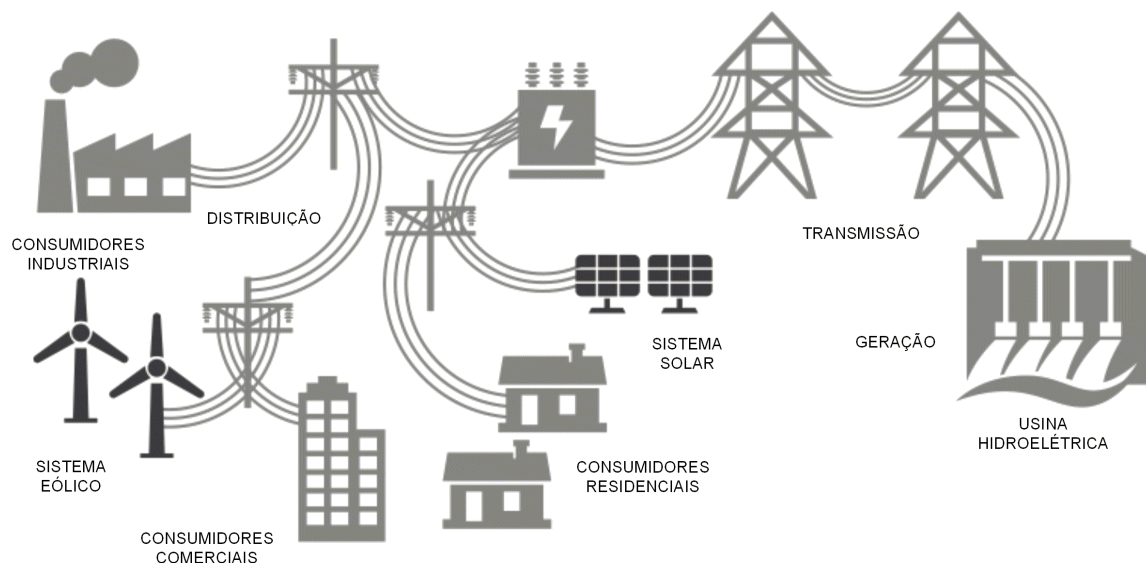 DISTRIBUIÇÃO
CONSUMIDORES
INDUSTRIAIS
TRANSMISSÃO
SISTEMA
SOLAR
GERAÇÃO
USINA
HIDROELÉTRICA
SISTEMA
EÓLICO
CONSUMIDORES
RESIDENCIAIS
CONSUMIDORES
COMERCIAIS